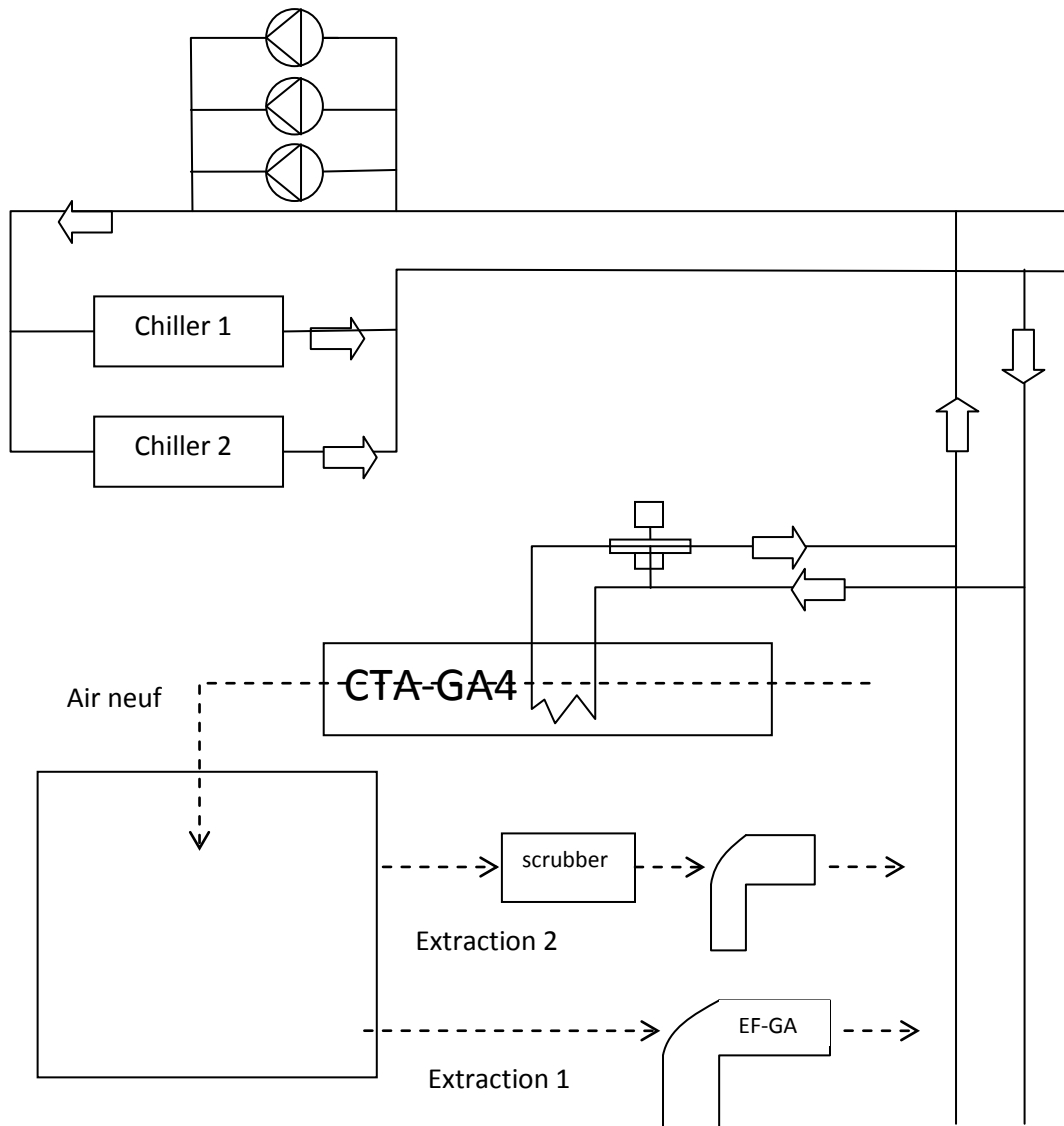 Chiller 1
Chiller 2
CTA-GA4
Air neuf
scrubber
Extraction 2
EF-GA
Extraction 1